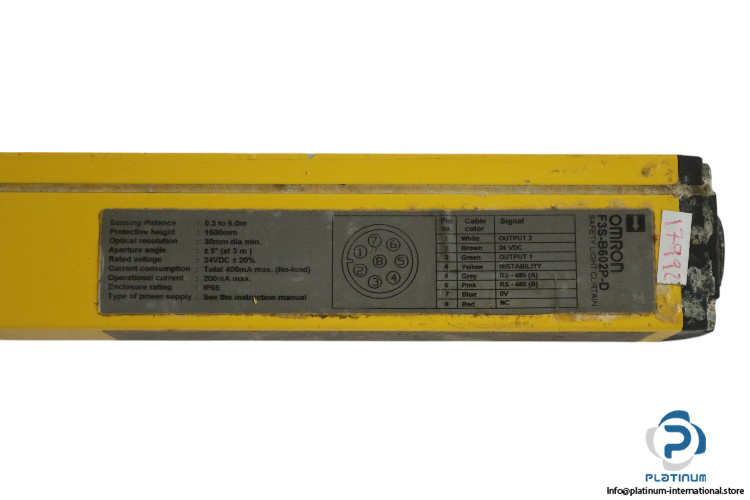 Sensing distance : 0.3 to 5.0m
Protective height : 1600mm
Optical resolution : 30mm dia min.
Aperture angle : ± 5° (at 3 m)
Rated voltage : 24VDC ± 20%
Current consumption : Total 400mA max. (No-load)
Operational current : 200mA max.
Enclosure rating : IP65
Type of power supply : See the instruction manual
7
6
1
8
5
2
3
4
Pin no. Cable color Signal
1 White OUTPUT 2
2 Brown 24 VDC
3 Green OUTPUT 1
4 Yellow INSTABILITY
5 Grey RS - 485 (A)
6 Pink RS - 485 (B)
7 Blue 0V
8 Red NC
OMRON
F3S-B602P-D
SAFETY LIGHT CURTAIN
PLATINUM
Info@platinum-international.store